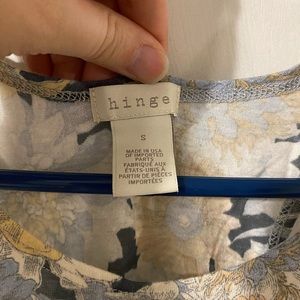 hinge
S
MADE IN USA
OF IMPORTED
PARTS
FABRIQUÉ AUX
ÉTATS-UNIS À
PARTIR DE PIÈCES
IMPORTÉES